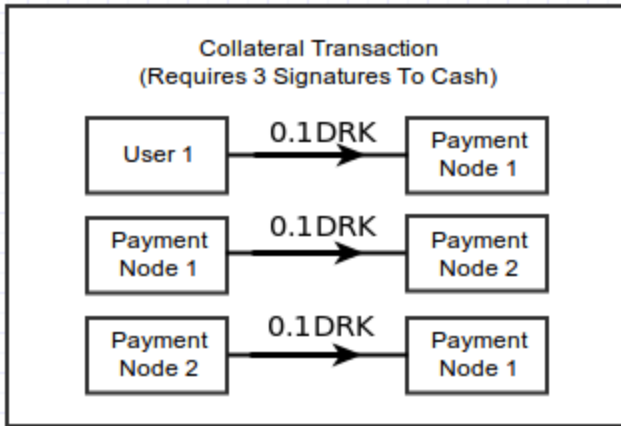 Collateral Transaction
(Requires 3 Signatures To Cash)
User 1
0.1DRK
Payment
Node 1
Payment
Node 1
0.1DRK
Payment
Node 2
Payment
Node 2
0.1DRK
Payment
Node 1